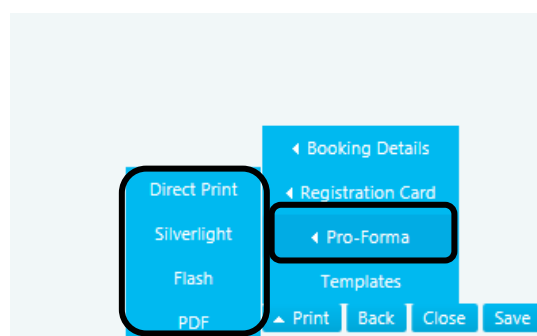 Booking Details
Direct Print
Registration Card
Silverlight
Pro-Forma
Flash
Templates
PDF
Print Back Close Save